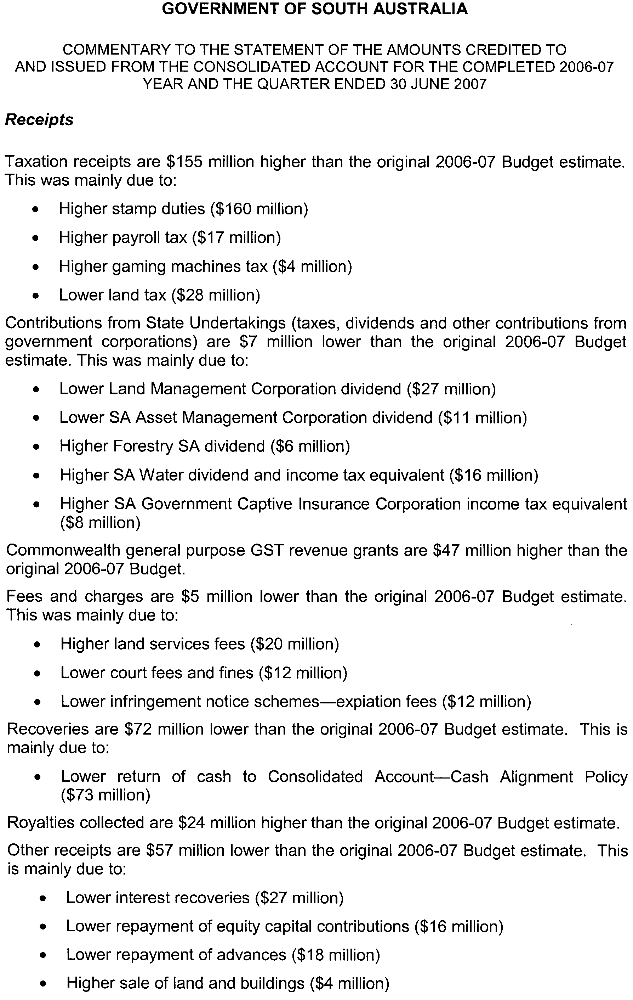 GOVERNMENT OF SOUTH AUSTRALIA
COMMENTARY TO THE STATEMENT OF THE AMOUNTS CREDITED TO
AND ISSUED FROM THE CONSOLIDATED ACCOUNT FOR THE COMPLETED 2006-07
YEAR AND THE QUARTER ENDED 30 JUNE 2007
Receipts
Taxation receipts are $155 million higher than the original 2006-07 Budget estimate.
This was mainly due to:
• Higher stamp duties ($160 million)
• Higher payroll tax ($17 million)
• Higher gaming machines tax ($4 million)
• Lower land tax ($28 million)
Contributions from State Undertakings (taxes, dividends and other contributions from
government corporations) are $7 million lower than the original 2006-07 Budget
estimate. This was mainly due to:
• Lower Land Management Corporation dividend ($27 million)
• Lower SA Asset Management Corporation dividend ($11 million)
• Higher Forestry SA dividend ($6 million)
• Higher SA Water dividend and income tax equivalent ($16 million)
• Higher SA Government Captive Insurance Corporation income tax equivalent
($8 million)
Commonwealth general purpose GST revenue grants are $47 million higher than the
original 2006-07 Budget.
Fees and charges are $5 million lower than the original 2006-07 Budget estimate.
This was mainly due to:
• Higher land services fees ($20 million)
• Lower court fees and fines ($12 million)
• Lower infringement notice schemes—expiation fees ($12 million)
Recoveries are $72 million lower than the original 2006-07 Budget estimate. This is
mainly due to:
• Lower return of cash to Consolidated Account—Cash Alignment Policy
($73 million)
Royalties collected are $24 million higher than the original 2006-07 Budget estimate.
Other receipts are $57 million lower than the original 2006-07 Budget estimate. This
is mainly due to:
• Lower interest recoveries ($27 million)
• Lower repayment of equity capital contributions ($16 million)
• Lower repayment of advances ($18 million)
• Higher sale of land and buildings ($4 million)